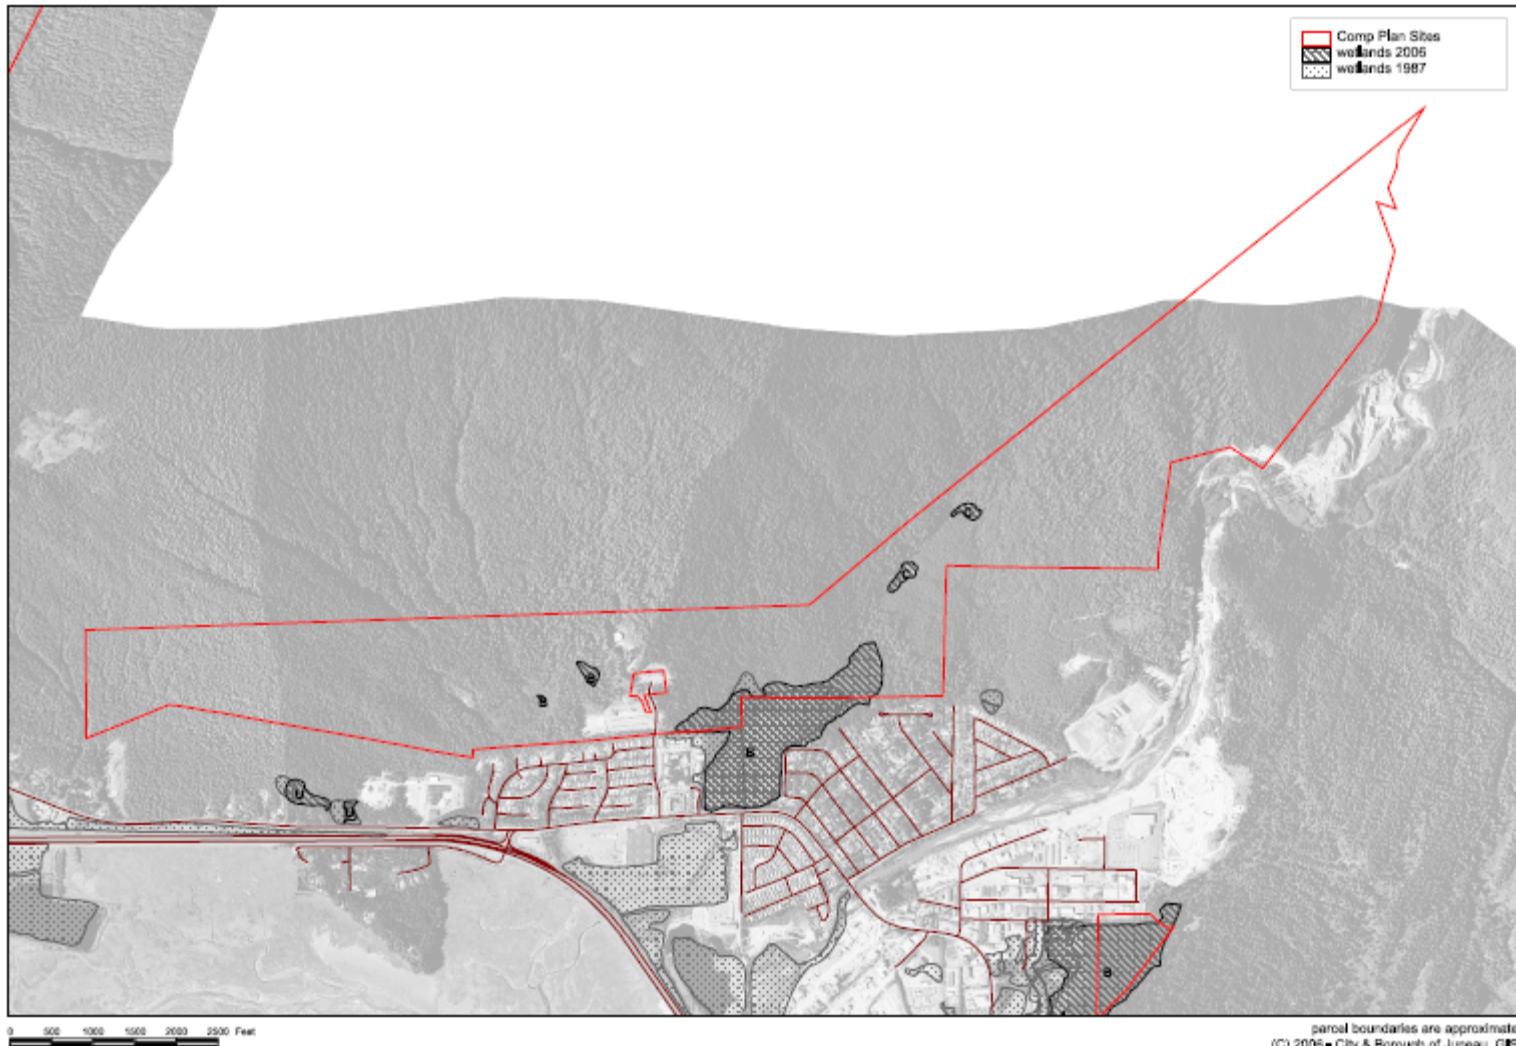 Comp Plan Sites
wetlands 2006
wetlands 1987
B
B
B
0 500 1000 1500 2000 2500 Feet
parcel boundaries are approximate
(C) 2006 - City & Borough of Juneau, GIS